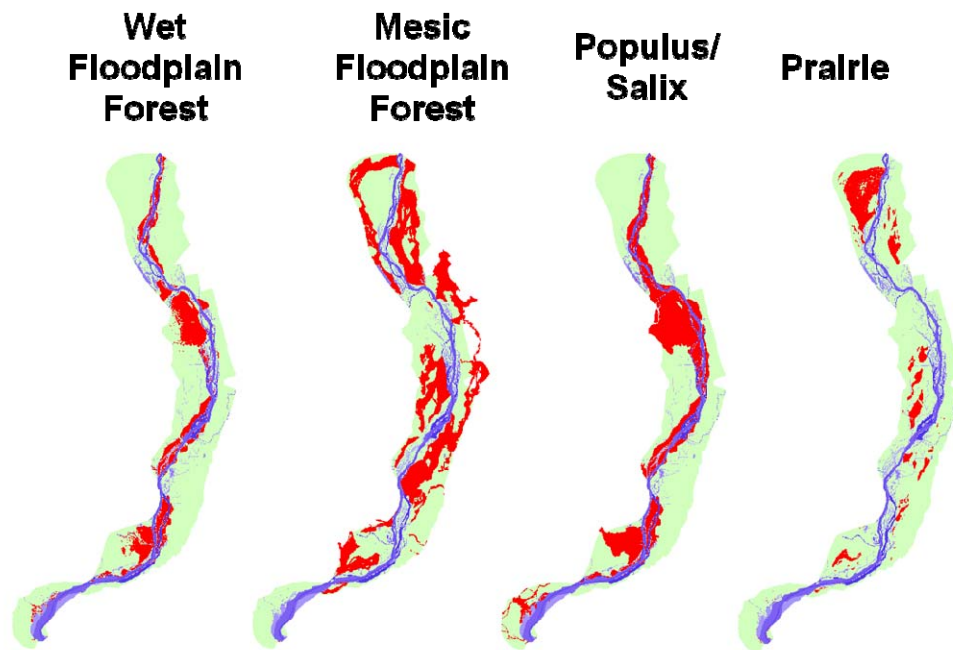 Wet
Floodplain
Forest
Mesic
Floodplain
Forest
Populus/
Salix
Prairie